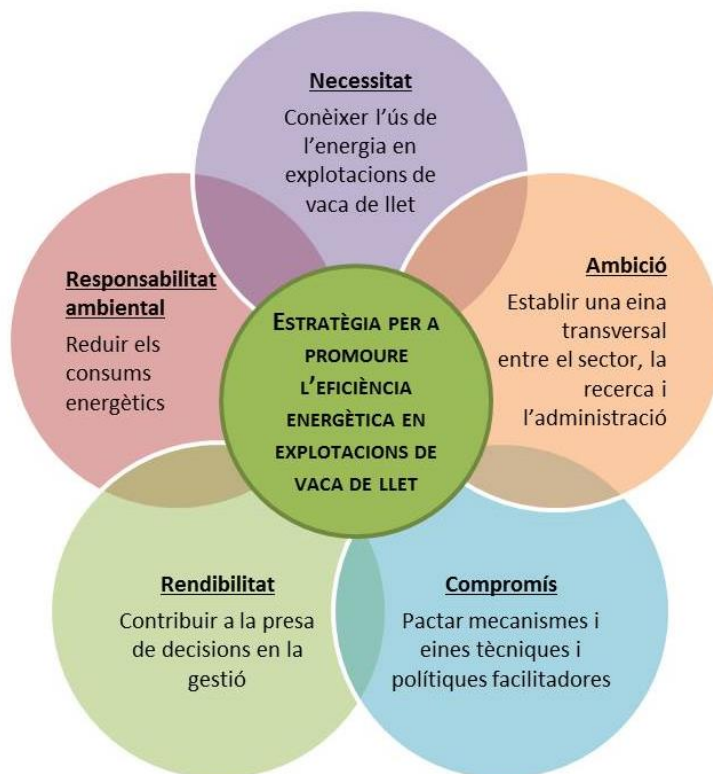 Necessitat
Conèixer l'ús de
l'energia en
explotacions de
vaca de llet
Ambició
Establir una eina
transversal
entre el sector, la
recerca i
l'administració
Compromís
Pactar mecanismes i
eines tècniques i
polítiques facilitadores
Rendibilitat
Contribuir a la presa
de decisions en la
gestió
Responsabilitat
ambiental
Reduir els
consums
energètics
ESTRATÈGIA PER A
PROMOURE
L'EFICIÈNCIA
ENERGÈTICA EN
EXPLOTACIONS DE
VACA DE LLET